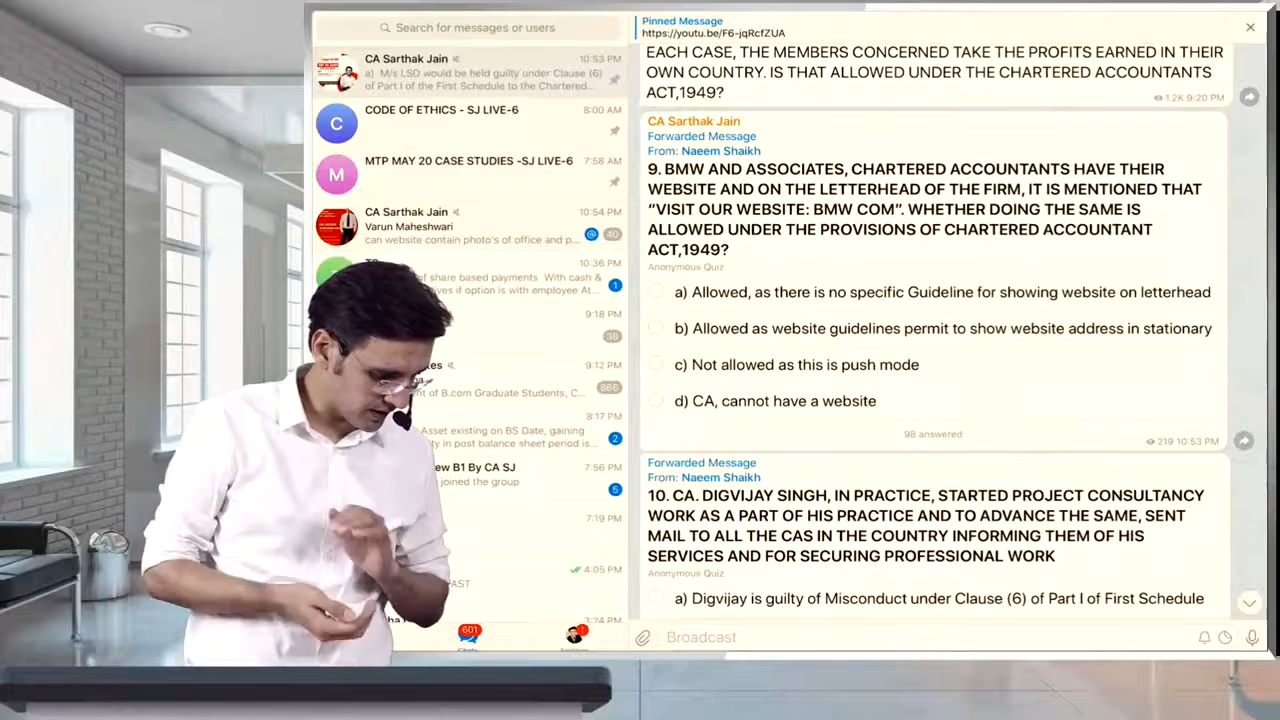 Search for messages or users
CA Sarthak Jain
10:53 PM
a) M/s LSD would be held guilty under Clause (6)
of Part I of the First Schedule to the Chartered...
C
CODE OF ETHICS - SJ LIVE-6
8:00 AM
M
MTP MAY 20 CASE STUDIES -SJ LIVE-6
7:58 AM
CA Sarthak Jain
10:54 PM
Varun Maheshwari
can website contain photo's of office and p...
@ 40
10:36 PM
of share based payments With cash &
ives if option is with employee At...
1
9:18 PM
38
9:12 PM
nt of B.com Graduate Students, C...
866
8:17 PM
Asset existing on BS Date, gaining
ty in post balance sheet period is...
2
ew B1 By CA SJ
7:56 PM
joined the group
5
7:19 PM
4:05 PM
AST
3:24 PM
601
Pinned Message
https://youtu.be/F6-jqRcfZUA
EACH CASE, THE MEMBERS CONCERNED TAKE THE PROFITS EARNED IN THEIR
OWN COUNTRY. IS THAT ALLOWED UNDER THE CHARTERED ACCOUNTANTS
ACT,1949?
1.2K 9:20 PM
CA Sarthak Jain
Forwarded Message
From: Naeem Shaikh
9. BMW AND ASSOCIATES, CHARTERED ACCOUNTANTS HAVE THEIR
WEBSITE AND ON THE LETTERHEAD OF THE FIRM, IT IS MENTIONED THAT
“VISIT OUR WEBSITE: BMW COM”. WHETHER DOING THE SAME IS
ALLOWED UNDER THE PROVISIONS OF CHARTERED ACCOUNTANT
ACT,1949?
Anonymous Quiz
a) Allowed, as there is no specific Guideline for showing website on letterhead
b) Allowed as website guidelines permit to show website address in stationary
c) Not allowed as this is push mode
d) CA, cannot have a website
98 answered
219 10:53 PM
Forwarded Message
From: Naeem Shaikh
10. CA. DIGVIJAY SINGH, IN PRACTICE, STARTED PROJECT CONSULTANCY
WORK AS A PART OF HIS PRACTICE AND TO ADVANCE THE SAME, SENT
MAIL TO ALL THE CAS IN THE COUNTRY INFORMING THEM OF HIS
SERVICES AND FOR SECURING PROFESSIONAL WORK
Anonymous Quiz
a) Digvijay is guilty of Misconduct under Clause (6) of Part I of First Schedule
Broadcast